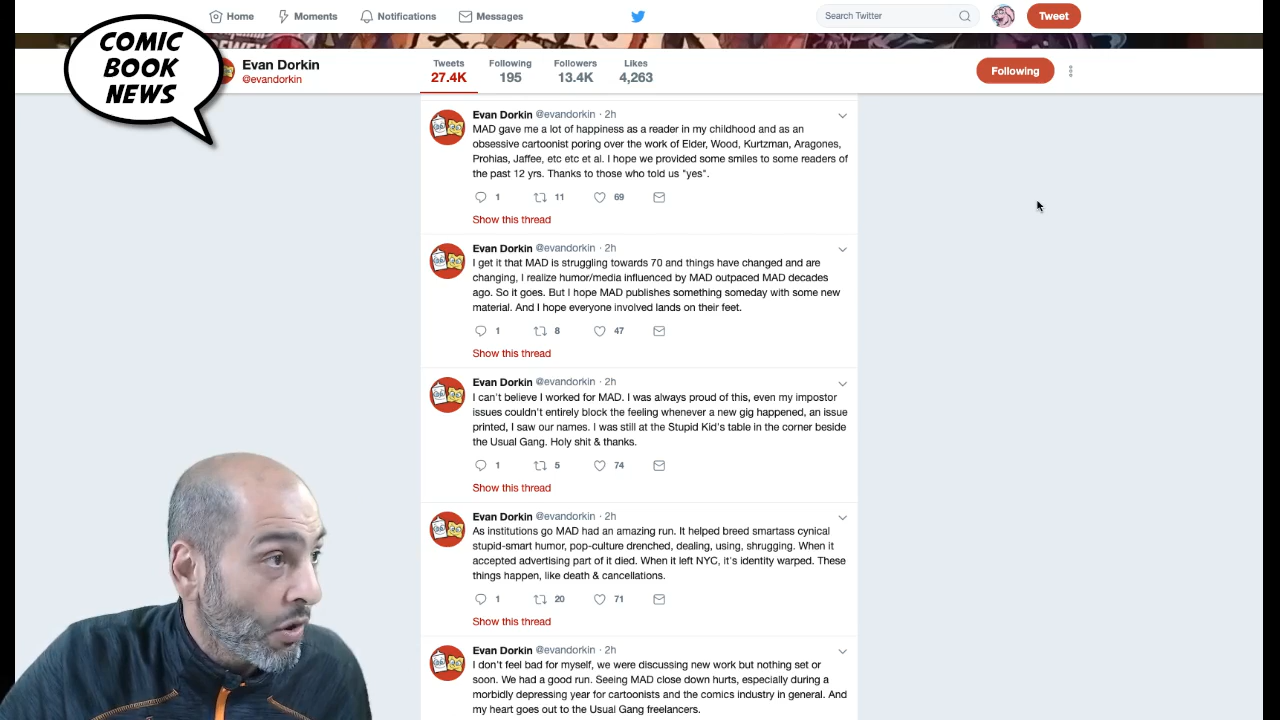 Home
Moments
Notifications
Messages
Search Twitter
Tweet
COMIC
BOOK
NEWS
Evan Dorkin
@evandorkin
Tweets
27.4K
Following
195
Followers
13.4K
Likes
4,263
Following
Evan Dorkin @evandorkin · 2h
MAD gave me a lot of happiness as a reader in my childhood and as an
obsessive cartoonist poring over the work of Elder, Wood, Kurtzman, Aragones,
Prohias, Jaffee, etc etc et al. I hope we provided some smiles to some readers of
the past 12 yrs. Thanks to those who told us "yes".
1 11 69
Show this thread
Evan Dorkin @evandorkin · 2h
I get it that MAD is struggling towards 70 and things have changed and are
changing, I realize humor/media influenced by MAD outpaced MAD decades
ago. So it goes. But I hope MAD publishes something someday with some new
material. And I hope everyone involved lands on their feet.
1 8 47
Show this thread
Evan Dorkin @evandorkin · 2h
I can't believe I worked for MAD. I was always proud of this, even my impostor
issues couldn't entirely block the feeling whenever a new gig happened, an issue
printed, I saw our names. I was still at the Stupid Kid's table in the corner beside
the Usual Gang. Holy shit & thanks.
1 5 74
Show this thread
Evan Dorkin @evandorkin · 2h
As institutions go MAD had an amazing run. It helped breed smartass cynical
stupid-smart humor, pop-culture drenched, dealing, using, shrugging. When it
accepted advertising part of it died. When it left NYC, it's identity warped. These
things happen, like death & cancellations.
1 20 71
Show this thread
Evan Dorkin @evandorkin · 2h
I don't feel bad for myself, we were discussing new work but nothing set or
soon. We had a good run. Seeing MAD close down hurts, especially during a
morbidly depressing year for cartoonists and the comics industry in general. And
my heart goes out to the Usual Gang freelancers.